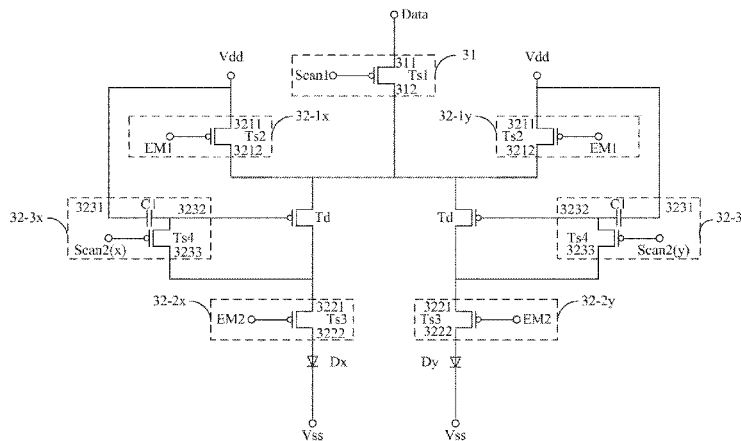 Data
Vdd
31
Vdd
311
Scan1
Ts1
312
3211
32-1x
32-1y
3211
Ts2
Ts2
EM1
3212
3212
EM1
3231
C
3232
3232
C
3231
32-3x
Td
Td
32-3
Ts4
Ts4
3233
3233
Scan2(x)
Scan2(y)
32-2x
32-2y
3221
3221
EM2
Ts3
Ts3
EM2
3222
3222
Dx
Dy
Vss
Vss